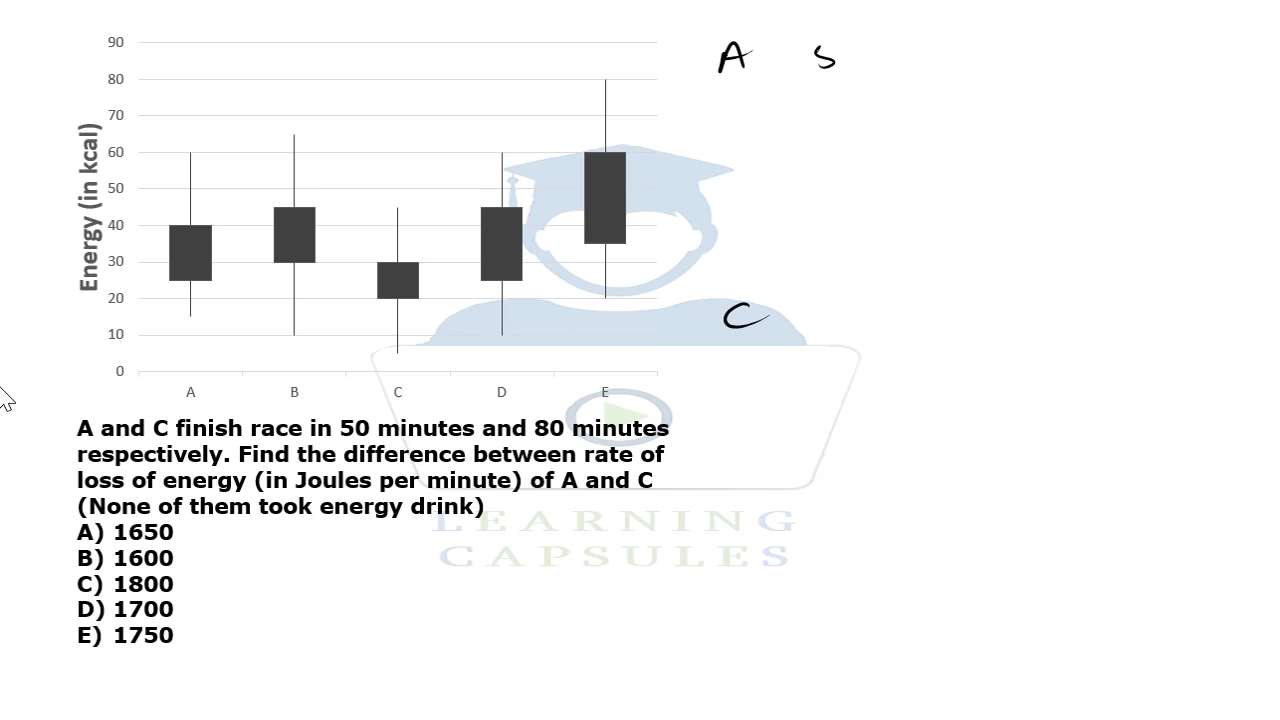 90
80
70
60
50
40
30
20
10
0
Energy (in kcal)
A B C D E
A S
C
A and C finish race in 50 minutes and 80 minutes
respectively. Find the difference between rate of
loss of energy (in Joules per minute) of A and C
(None of them took energy drink)
A) 1650
B) 1600
C) 1800
D) 1700
E) 1750
LEARNING
CAPSULES